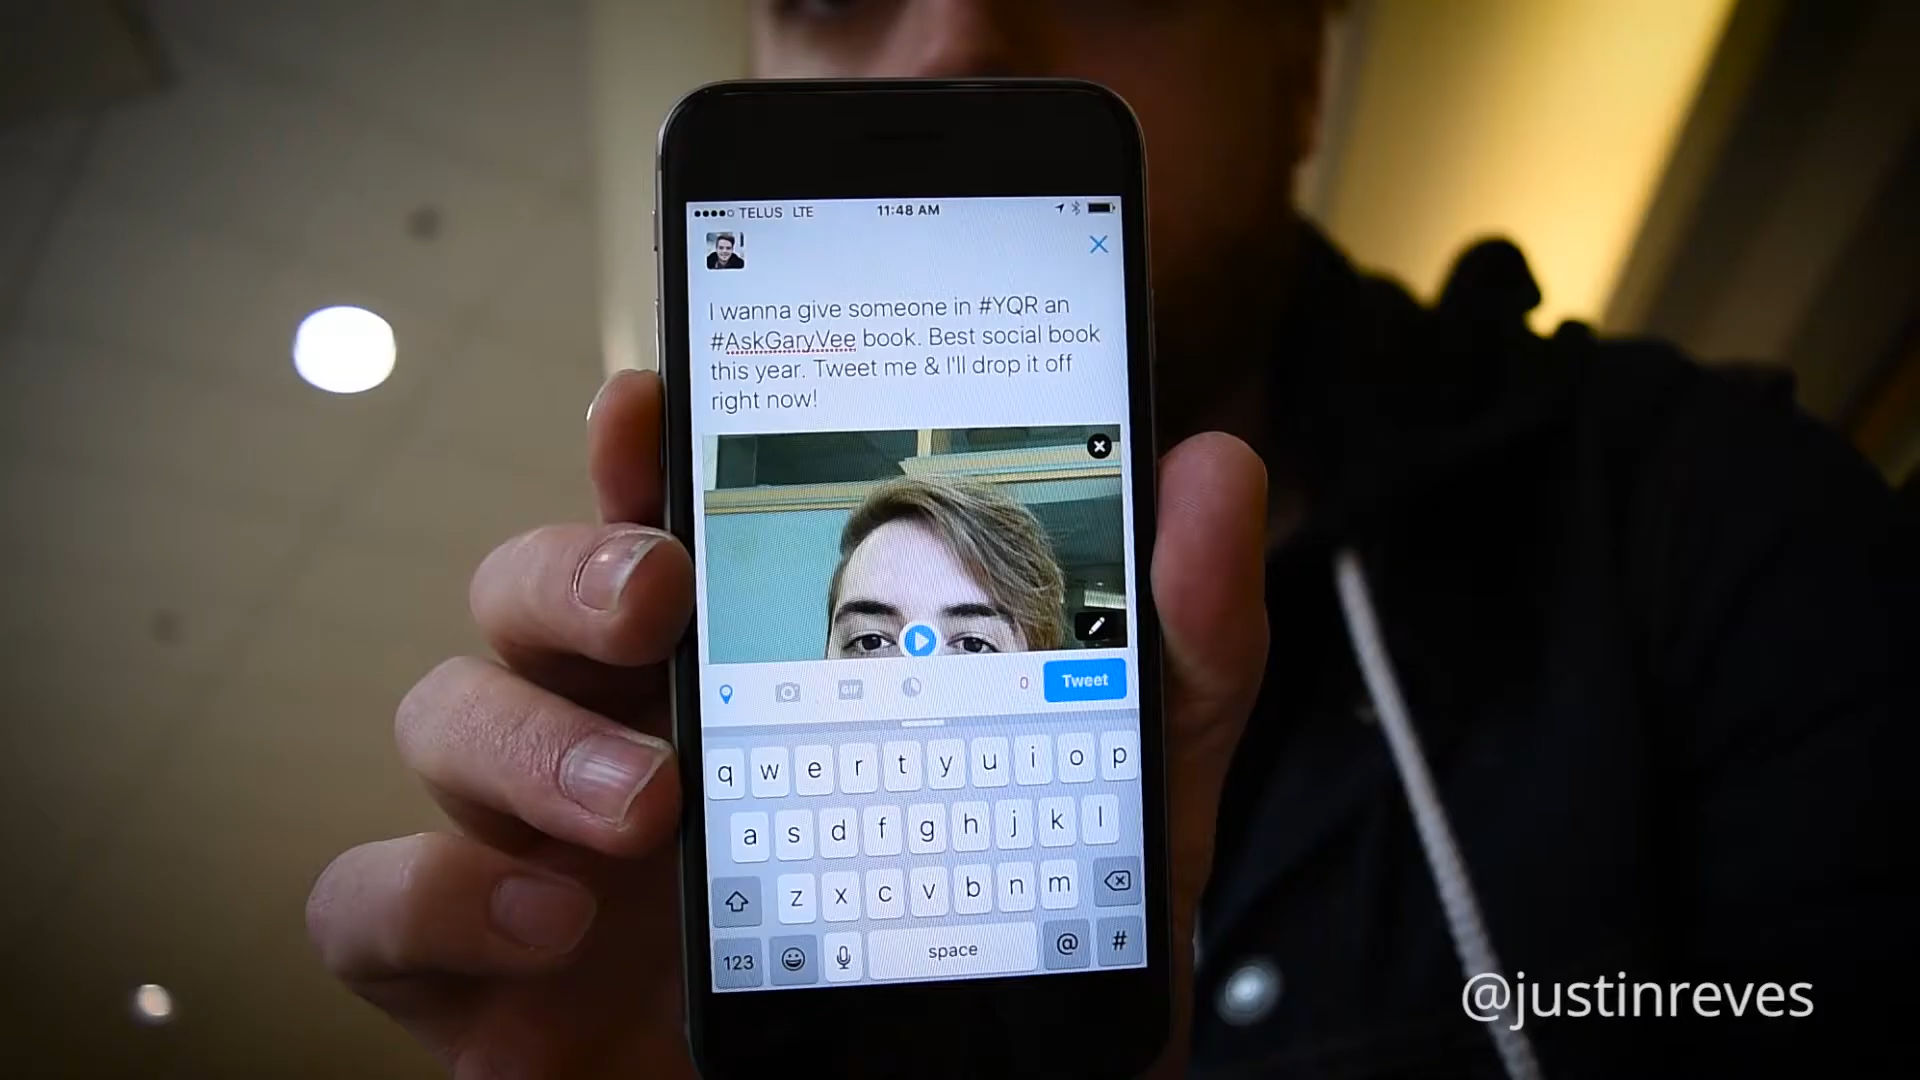 TELUS LTE 11:48 AM
I wanna give someone in #YQR an
#AskGaryVee book. Best social book
this year. Tweet me & I'll drop it off
right now!
GIF 0 Tweet
q w e r t y u i o p
a s d f g h j k l
z x c v b n m
123 space @ #
@justinreves